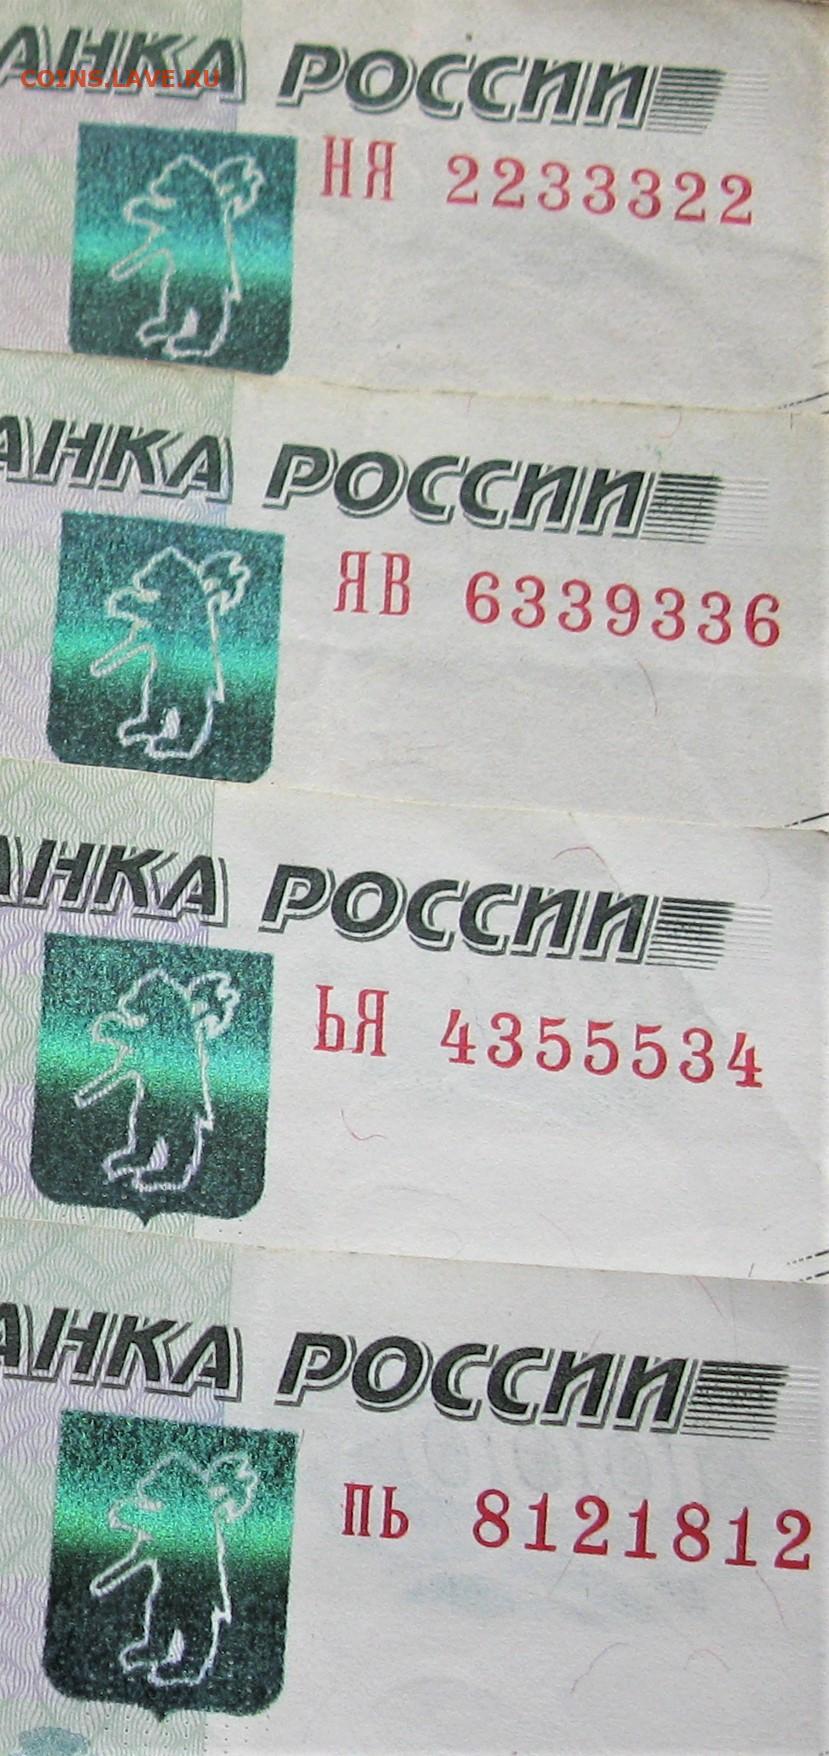 АНКА РОССИИ
COINS.LAVE.RU
НЯ 2233322
АНКА РОССИИ
ЯВ 6339336
АНКА РОССИИ
ЬЯ 4355534
АНКА РОССИИ
ПЬ 8121812